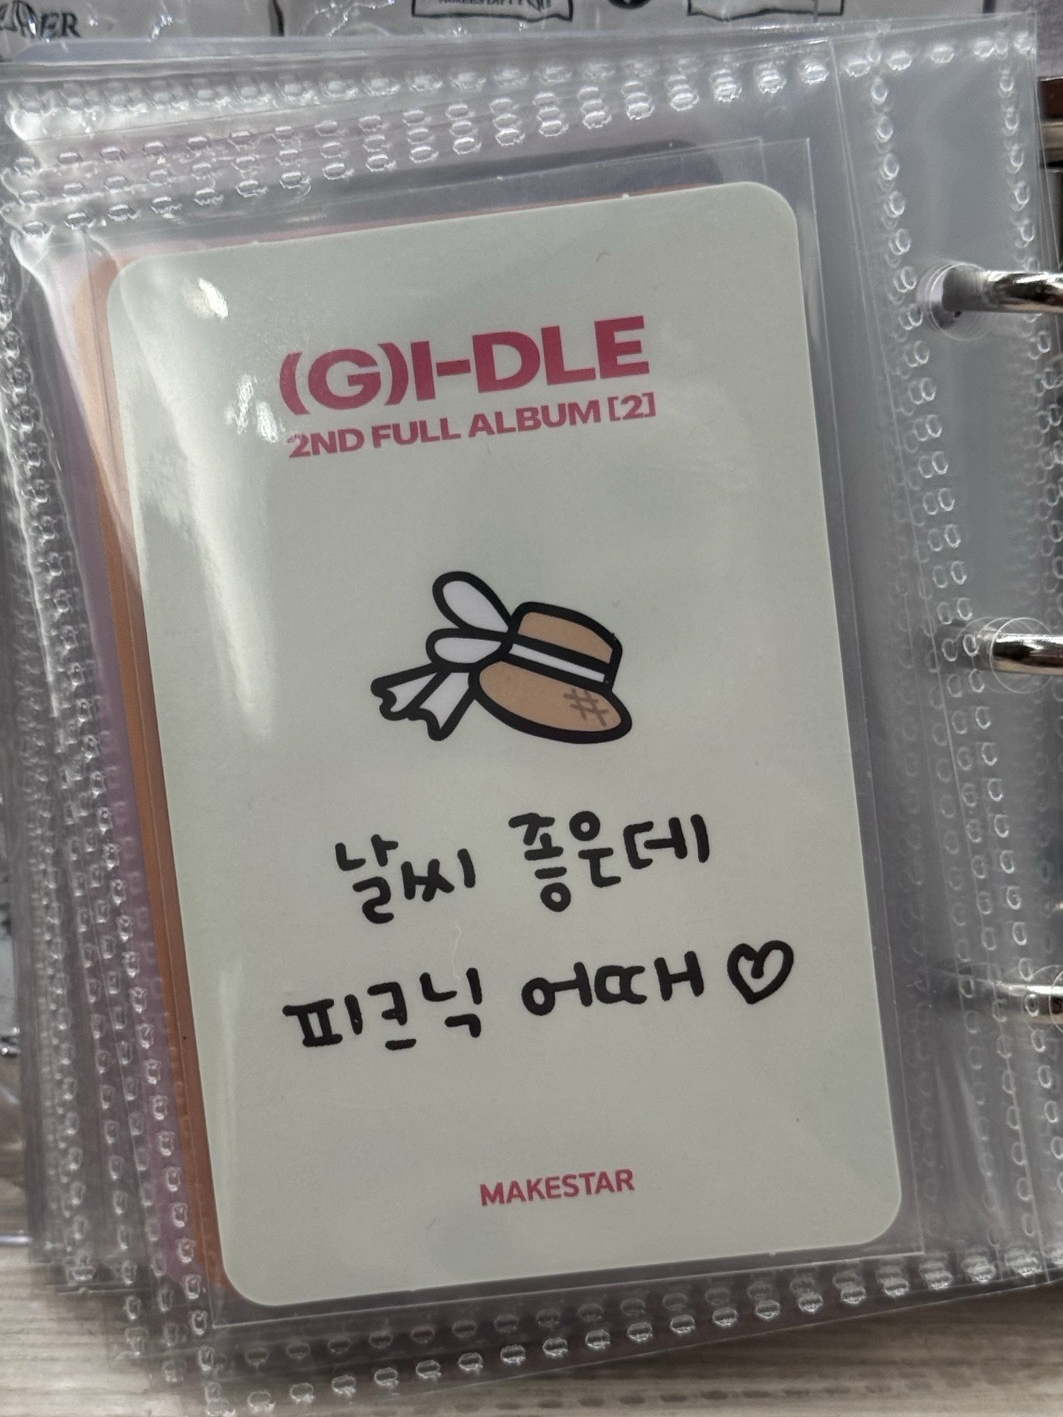 (G)I-DLE
2ND FULL ALBUM [2]
날씨 좋은데
피크닉 어때♡
MAKESTAR